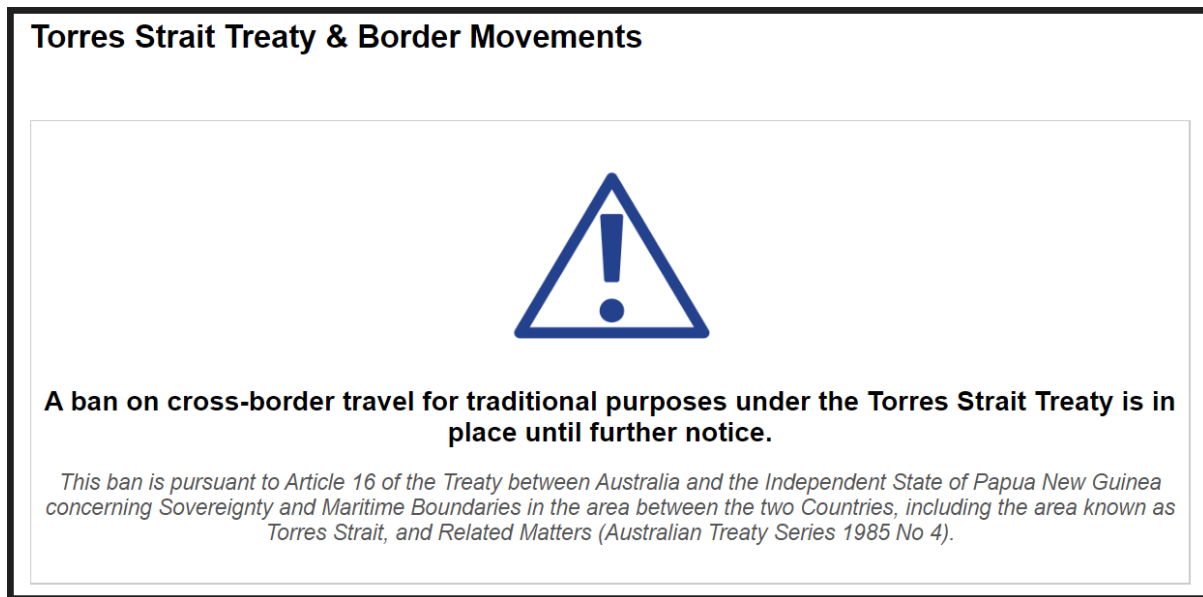 Torres Strait Treaty & Border Movements
A ban on cross-border travel for traditional purposes under the Torres Strait Treaty is in
place until further notice.
This ban is pursuant to Article 16 of the Treaty between Australia and the Independent State of Papua New Guinea
concerning Sovereignty and Maritime Boundaries in the area between the two Countries, including the area known as
Torres Strait, and Related Matters (Australian Treaty Series 1985 No 4).